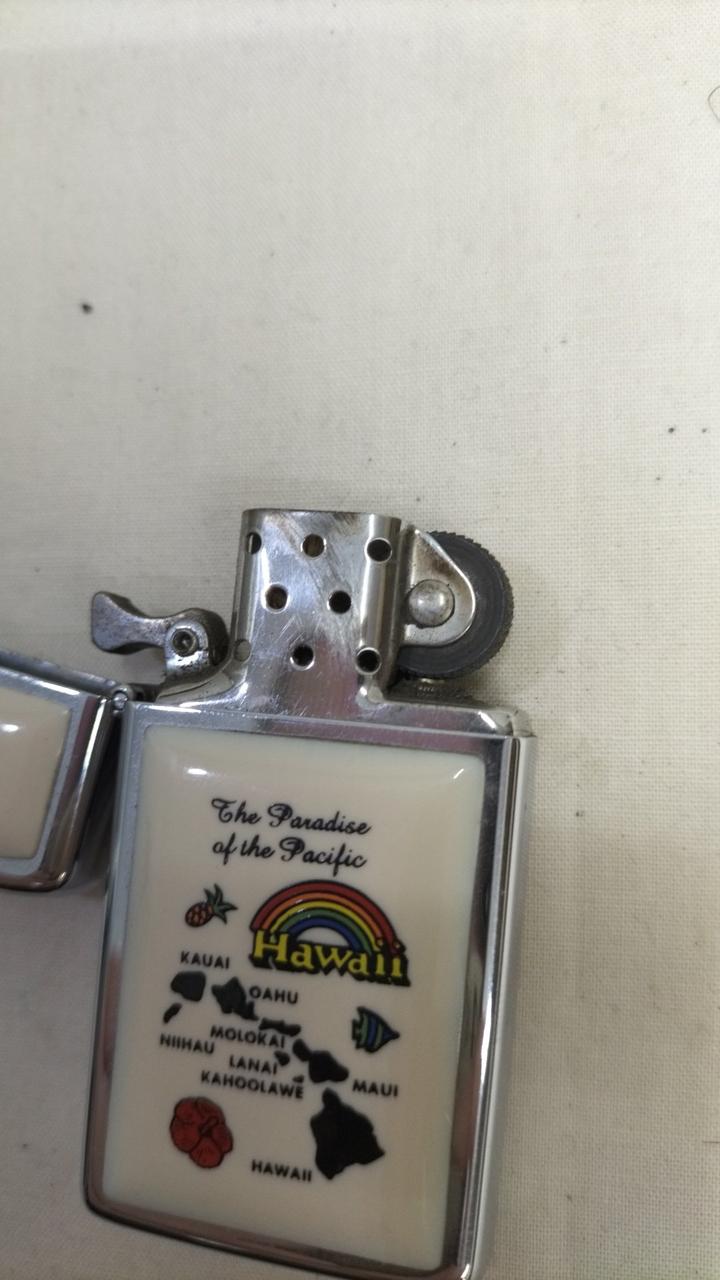 The Paradise
of the Pacific
Hawaii
KAUAI
OAHU
MOLOKAI
NIIHAU
LANAI
KAHOOLAWE
MAUI
HAWAII